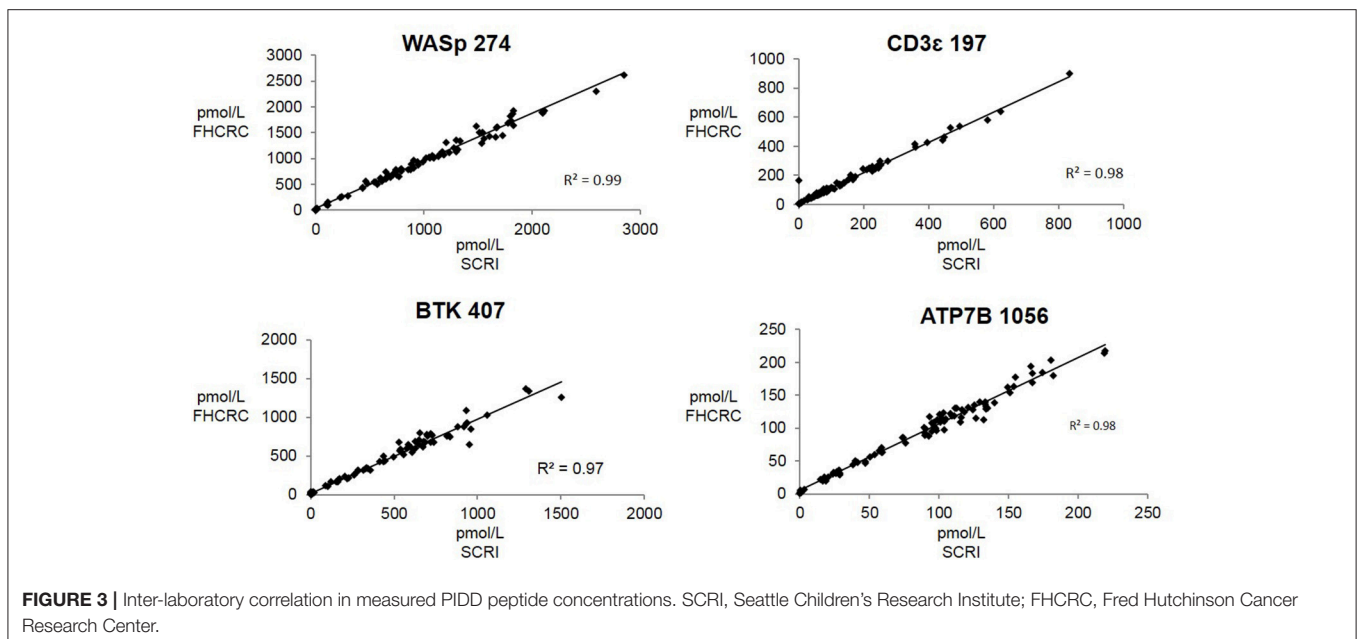 WASp 274
3000
2500
2000
1500
1000
500
0
pmol/L
FHCRC
R² = 0.99
0 1000 2000 3000
pmol/L
SCRI
CD3ε 197
1000
800
600
400
200
0
pmol/L
FHCRC
R² = 0.98
0 200 400 600 800 1000
pmol/L
SCRI
BTK 407
2000
1500
1000
500
0
pmol/L
FHCRC
R² = 0.97
0 500 1000 1500 2000
pmol/L
SCRI
ATP7B 1056
250
200
150
100
50
0
pmol/L
FHCRC
R² = 0.98
0 50 100 150 200 250
pmol/L
SCRI
FIGURE 3 | Inter-laboratory correlation in measured PIDD peptide concentrations. SCRI, Seattle Children's Research Institute; FHCRC, Fred Hutchinson Cancer
Research Center.